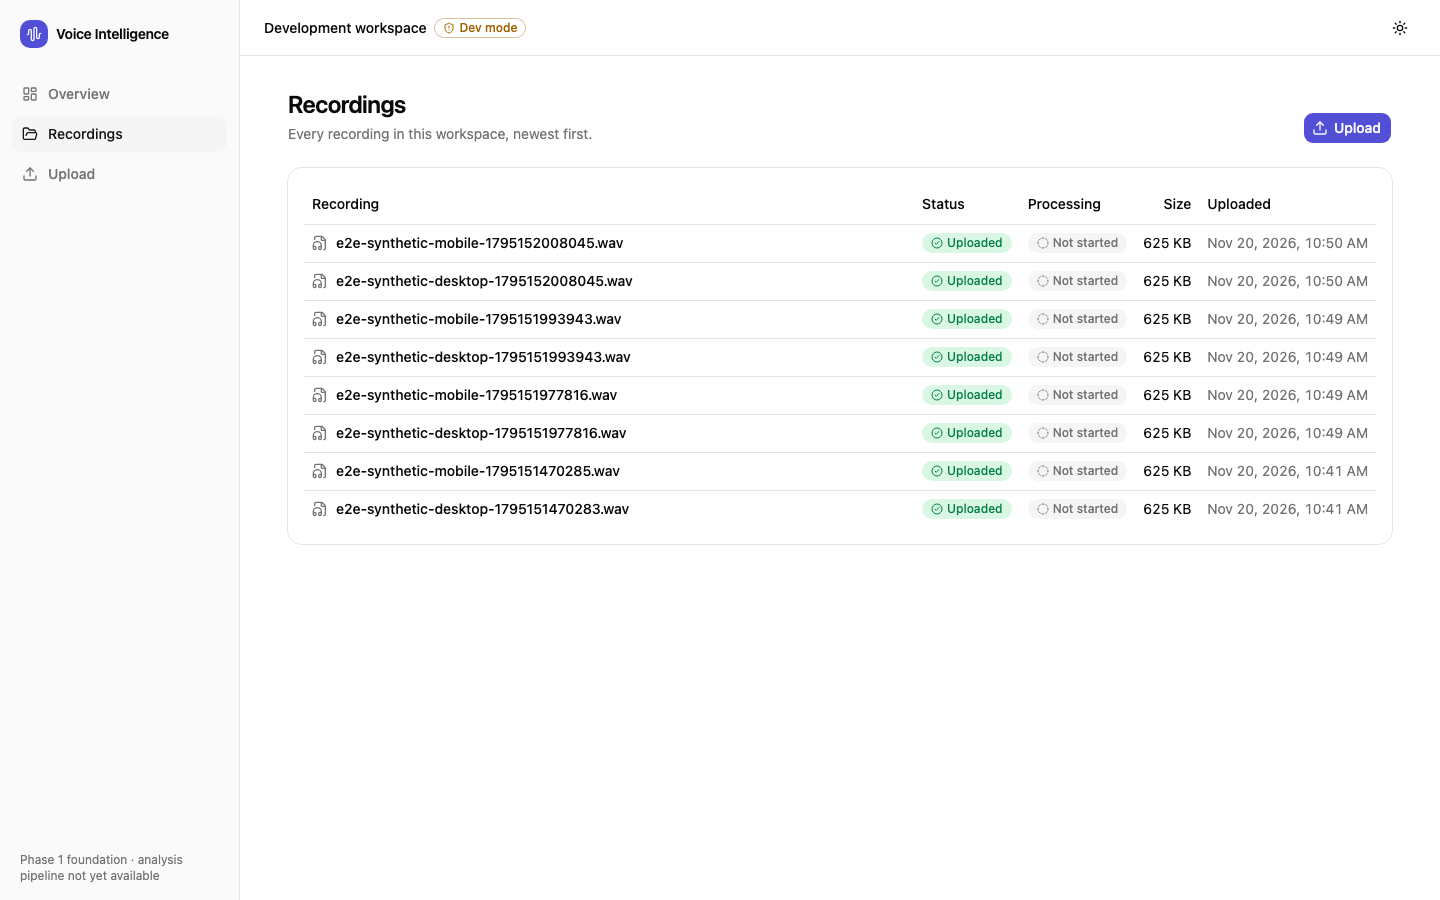 Voice Intelligence
Development workspace
Dev mode
Overview
Recordings
Upload
Recordings
Every recording in this workspace, newest first.
Upload
Recording Status Processing Size Uploaded
e2e-synthetic-mobile-1795152008045.wav Uploaded Not started 625 KB Nov 20, 2026, 10:50 AM
e2e-synthetic-desktop-1795152008045.wav Uploaded Not started 625 KB Nov 20, 2026, 10:50 AM
e2e-synthetic-mobile-1795151993943.wav Uploaded Not started 625 KB Nov 20, 2026, 10:49 AM
e2e-synthetic-desktop-1795151993943.wav Uploaded Not started 625 KB Nov 20, 2026, 10:49 AM
e2e-synthetic-mobile-1795151977816.wav Uploaded Not started 625 KB Nov 20, 2026, 10:49 AM
e2e-synthetic-desktop-1795151977816.wav Uploaded Not started 625 KB Nov 20, 2026, 10:49 AM
e2e-synthetic-mobile-1795151470285.wav Uploaded Not started 625 KB Nov 20, 2026, 10:41 AM
e2e-synthetic-desktop-1795151470283.wav Uploaded Not started 625 KB Nov 20, 2026, 10:41 AM
Phase 1 foundation · analysis
pipeline not yet available